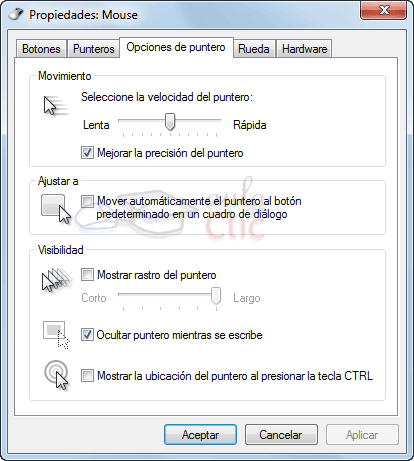 Propiedades: Mouse
Botones Punteros Opciones de puntero Rueda Hardware
Movimiento
Seleccione la velocidad del puntero:
Lenta Rápida
Mejorar la precisión del puntero
Ajustar a
Mover automáticamente el puntero al botón
predeterminado en un cuadro de diálogo
aula
Clic
Visibilidad
Mostrar rastro del puntero
Corto Largo
Ocultar puntero mientras se escribe
Mostrar la ubicación del puntero al presionar la tecla CTRL
Aceptar Cancelar Aplicar